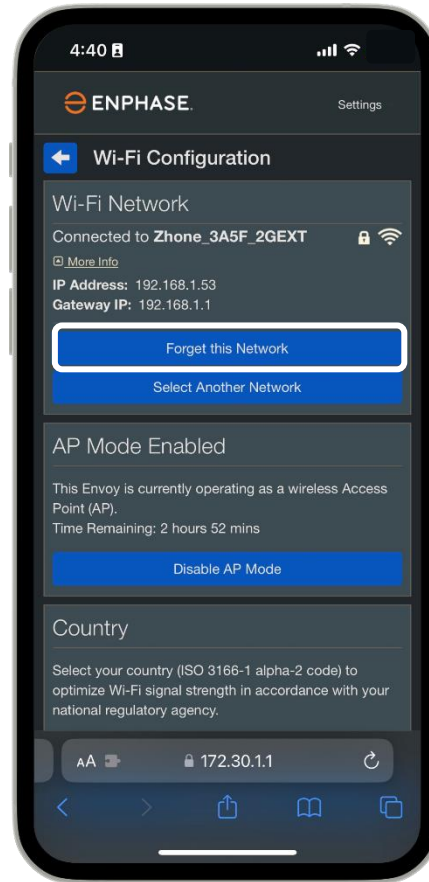 4:40
ENPHASE.
Settings
Wi-Fi Configuration
Wi-Fi Network
Connected to Zhone_3A5F_2GEXT
More Info
IP Address: 192.168.1.53
Gateway IP: 192.168.1.1
Forget this Network
Select Another Network
AP Mode Enabled
This Envoy is currently operating as a wireless Access
Point (AP).
Time Remaining: 2 hours 52 mins
Disable AP Mode
Country
Select your country (ISO 3166-1 alpha-2 code) to
optimize Wi-Fi signal strength in accordance with your
national regulatory agency.
AA 172.30.1.1